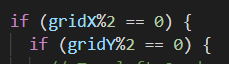 if (gridX%2 == 0) {
if (gridY%2 == 0) {